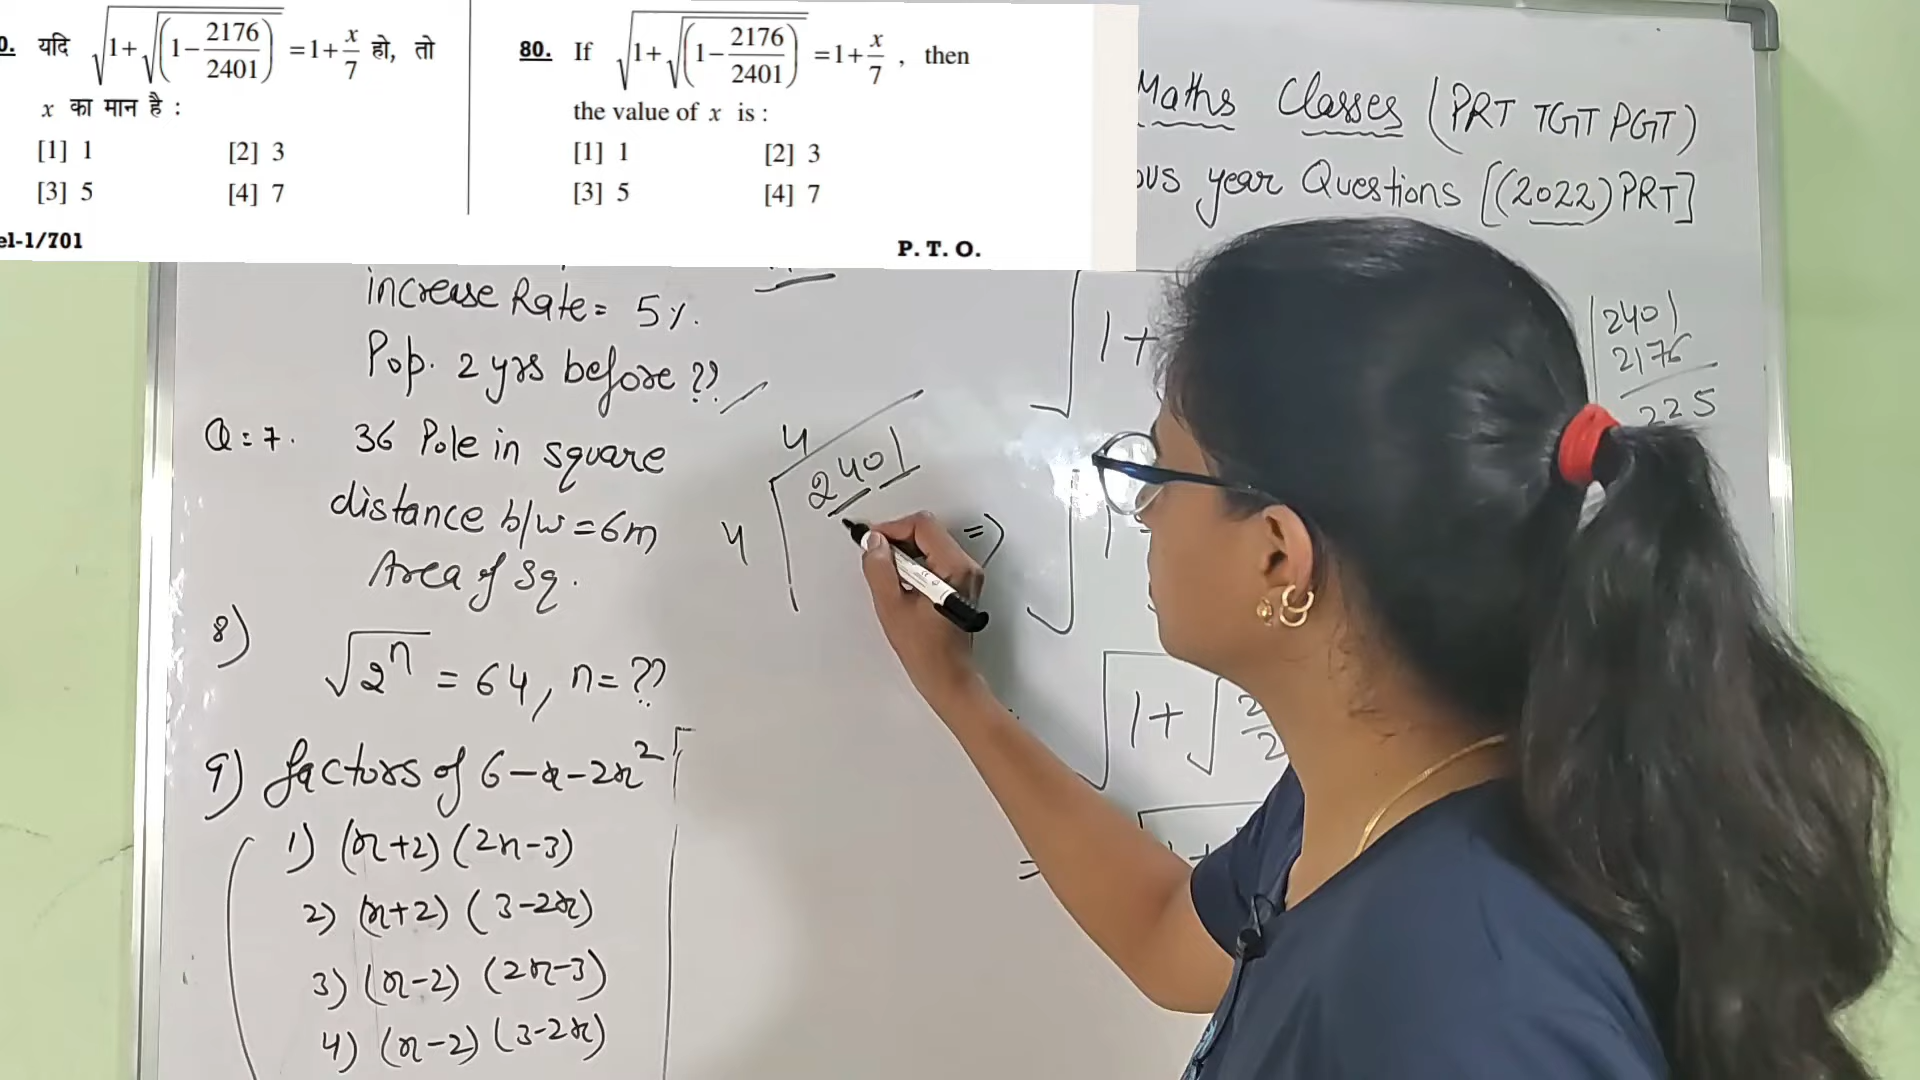 0. यदि √1+√(1−2176/2401) =1+x/7 हो, तो
x का मान है :
[1] 1 [2] 3
[3] 5 [4] 7
el-1/701
80. If √1+√(1−2176/2401) =1+x/7 , then
the value of x is :
[1] 1 [2] 3
[3] 5 [4] 7
P. T. O.
Maths Classes (PRT TGT PGT)
ous year Questions [(2022) PRT]
increase Rate = 5%.
Pop. 2 yrs before ??
Q=7. 36 Pole in square
distance b/w = 6m
Area of sq.
8) √2^n = 64, n= ??
9) factors of 6-x-2x²
1) (x+2) (2x-3)
2) (x+2) (3-2x)
3) (x-2) (2x-3)
4) (x-2) (3-2x)
4
4 2401
=>
1+
1
1+√2
2
=
2401
2176
225